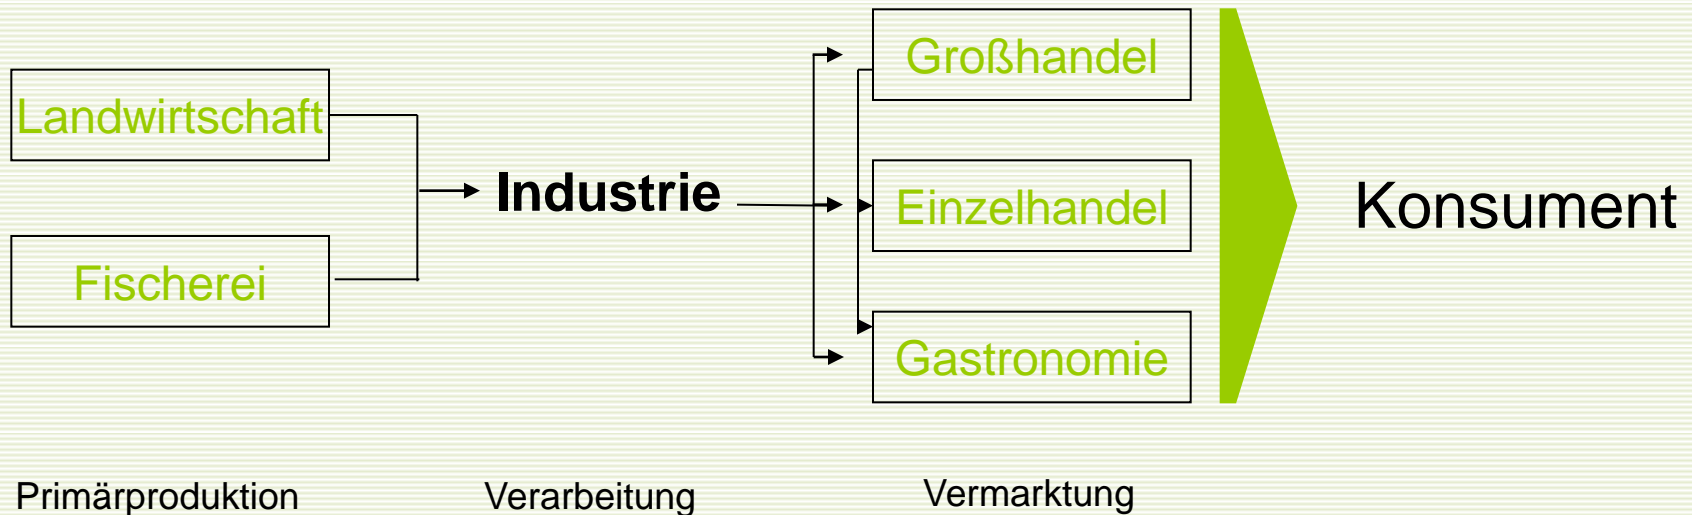 Landwirtschaft
Fischerei
Industrie
Großhandel
Einzelhandel
Gastronomie
Konsument
Primärproduktion
Verarbeitung
Vermarktung